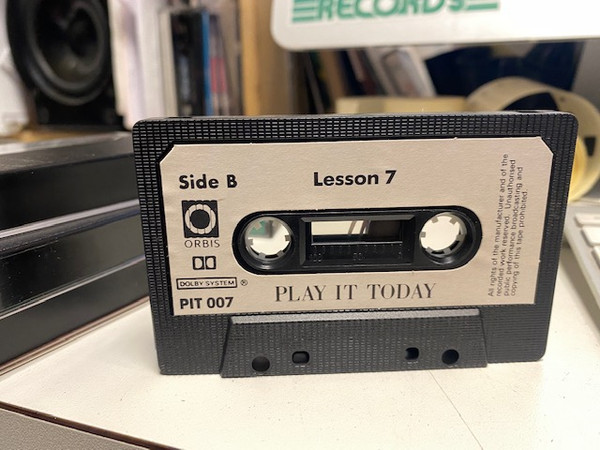 RECORDS
Side B
Lesson 7
ORBIS
DOLBY SYSTEM ®
PIT 007
PLAY IT TODAY
All rights of the manufacturer and of the
recorded work reserved. Unauthorised
public performance broadcasting and
copying of this tape prohibited